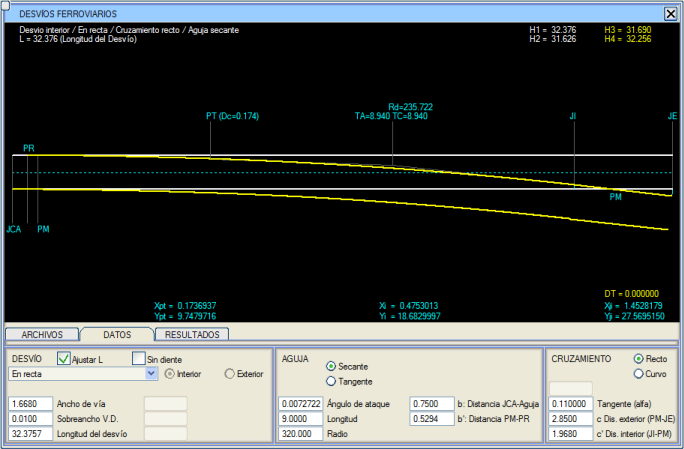 DESVÍOS FERROVIARIOS
Desvio interior / En recta / Cruzamiento recto / Aguja secante
L = 32.376 (Longitud del Desvío)
H1 = 32.376 H3 = 31.690
H2 = 31.626 H4 = 32.256
Rd=235.722
PT (Dc=0.174) TA=8.940 TC=8.940 JI JE
PR
PM
JCA PM
DT = 0.000000
Xpt = 0.1736937 Xi = 0.4753013 Xji = 1.4528179
Ypt = 9.7479716 Yi = 18.6829997 Yji = 27.5695150
ARCHIVOS DATOS RESULTADOS
DESVÍO Ajustar L Sin diente
En recta Interior Exterior
1.6680 Ancho de vía
0.0100 Sobreancho V.D.
32.3757 Longitud del desvío
AGUJA
Secante
Tangente
0.0072722 Ángulo de ataque 0.7500 b: Distancia JCA-Aguja
9.0000 Longitud 0.5294 b': Distancia PM-PR
320.000 Radio
CRUZAMIENTO Recto
Curvo
0.110000 Tangente (alfa)
2.8500 c Dis. exterior (PM-JE)
1.9680 c' Dis. interior (JI-PM)